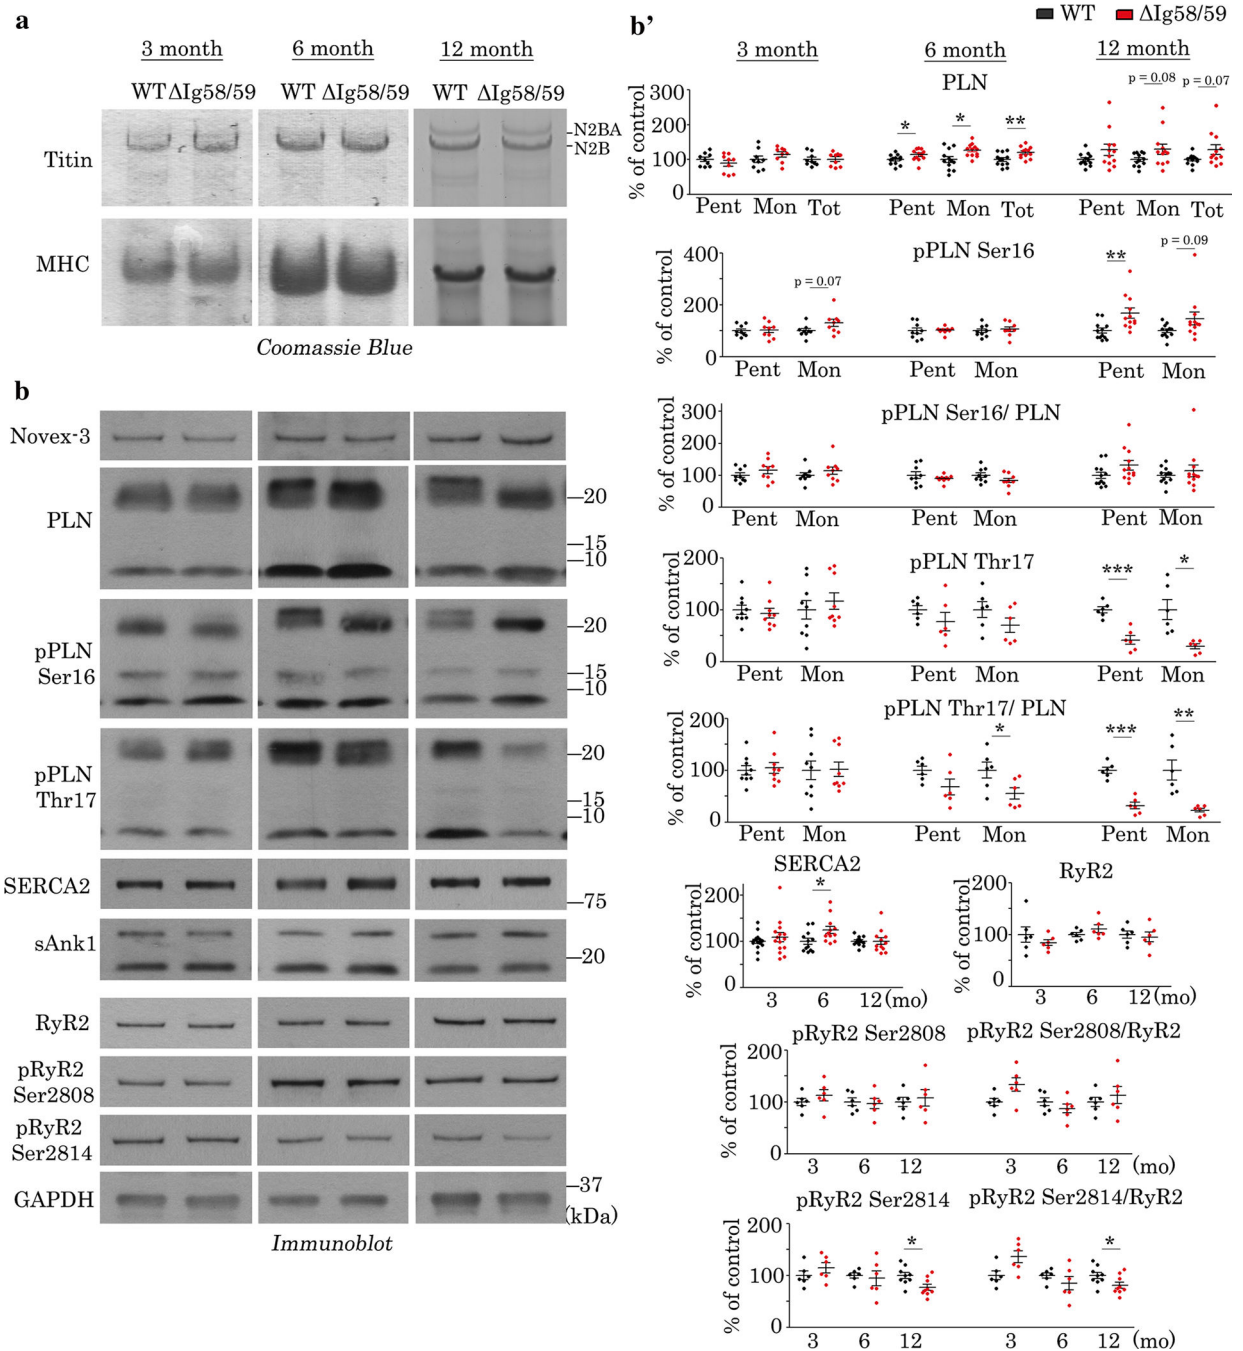 a
3 month 6 month 12 month
WT ΔIg58/59 WT ΔIg58/59 WT ΔIg58/59
Titin
N2BA
N2B
MHC
Coomassie Blue
b
Novex-3
PLN
20
15
10
pPLN
Ser16
20
15
10
pPLN
Thr17
20
15
10
SERCA2
75
sAnk1
20
RyR2
pRyR2
Ser2808
pRyR2
Ser2814
GAPDH
37
(kDa)
Immunoblot
b'
WT ΔIg58/59
3 month 6 month 12 month
PLN
% of control
300
200
100
0
* * ** p = 0.08 p = 0.07
Pent Mon Tot Pent Mon Tot Pent Mon Tot
pPLN Ser16
% of control
400
200
100
0
p = 0.07 ** p = 0.09
Pent Mon Pent Mon Pent Mon
pPLN Ser16/ PLN
% of control
300
200
100
0
Pent Mon Pent Mon Pent Mon
pPLN Thr17
% of control
200
100
0
*** *
Pent Mon Pent Mon Pent Mon
pPLN Thr17/ PLN
% of control
200
100
0
* *** **
Pent Mon Pent Mon Pent Mon
SERCA2
% of control
200
100
0
*
3 6 12 (mo)
RyR2
% of control
200
100
0
3 6 12 (mo)
pRyR2 Ser2808 pRyR2 Ser2808/RyR2
% of control
200
100
0
3 6 12 3 6 12 (mo)
pRyR2 Ser2814 pRyR2 Ser2814/RyR2
% of control
200
100
0
* *
3 6 12 3 6 12 (mo)